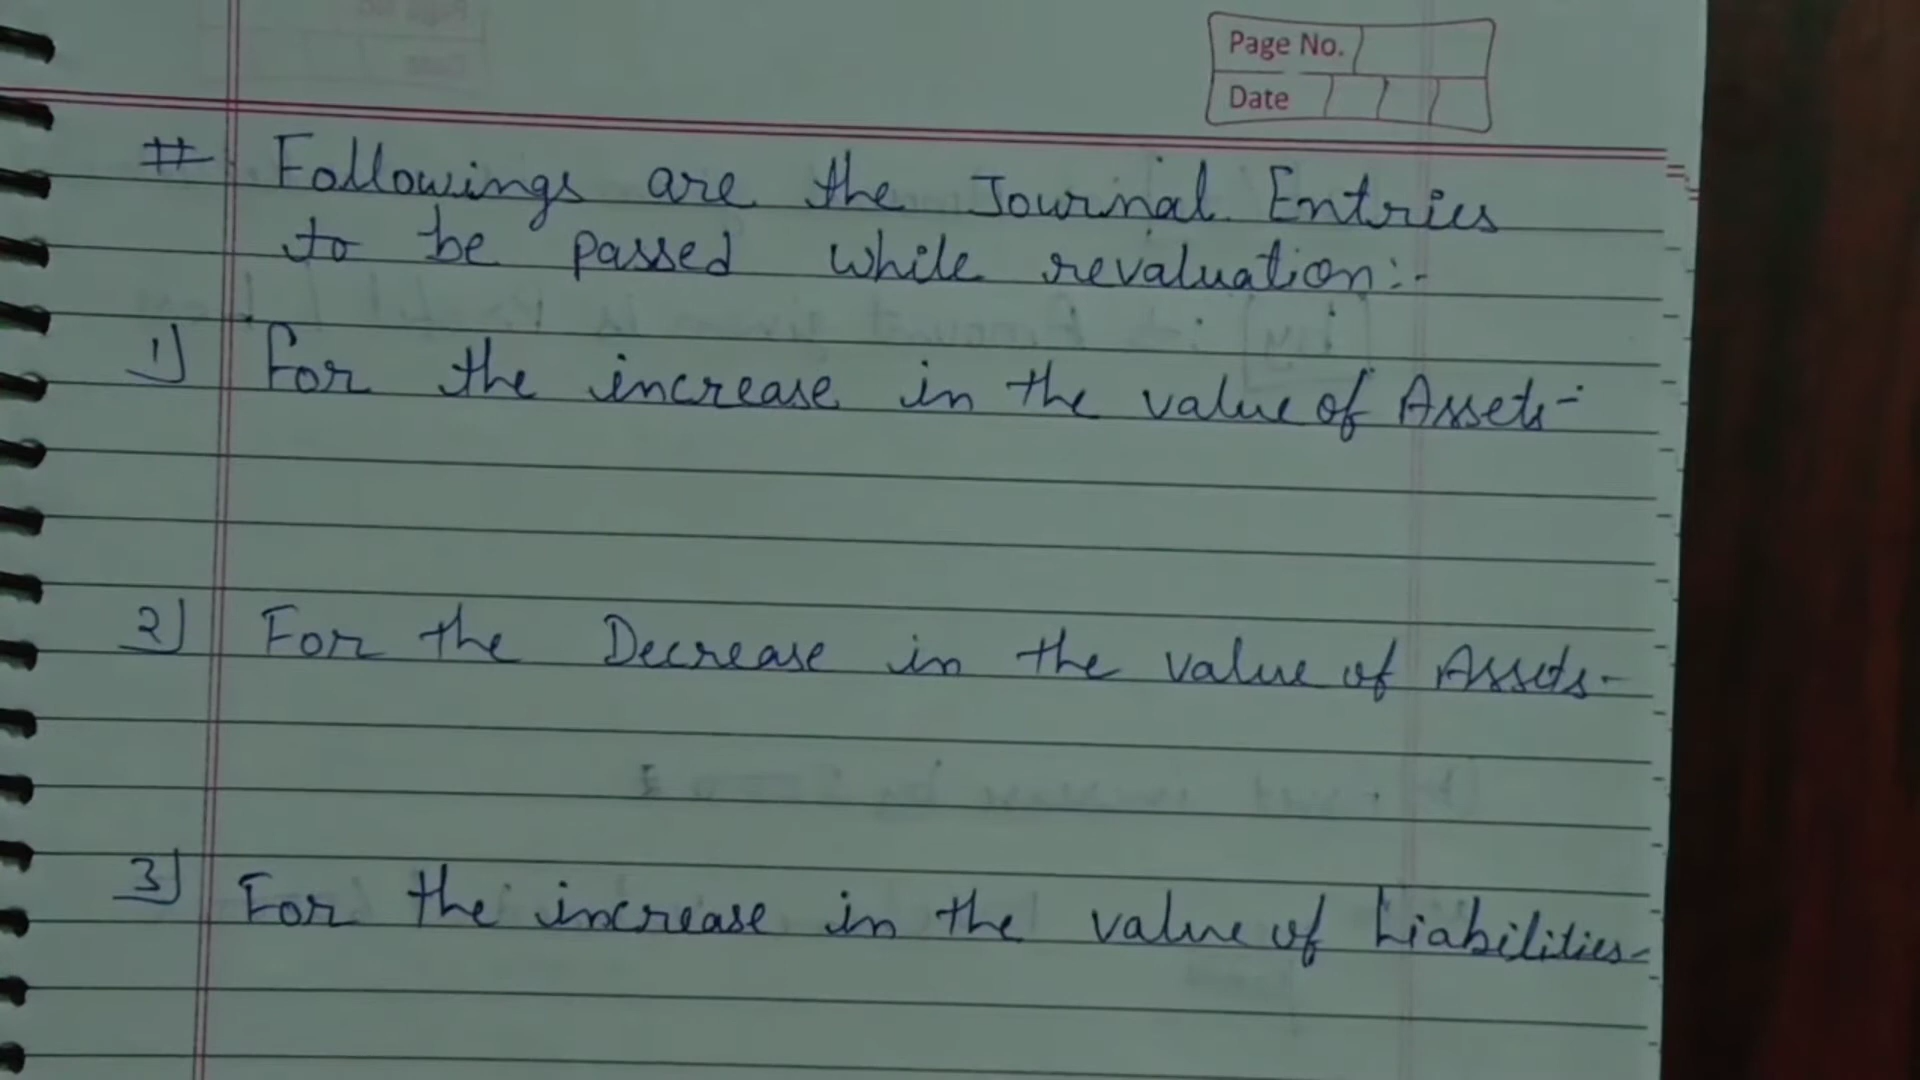 Page No.
Date
# Followings are the Journal Entries
to be passed while revaluation:-
1) For the increase in the value of Assets-
2) For the Decrease in the value of Assets-
3) For the increase in the value of Liabilities-